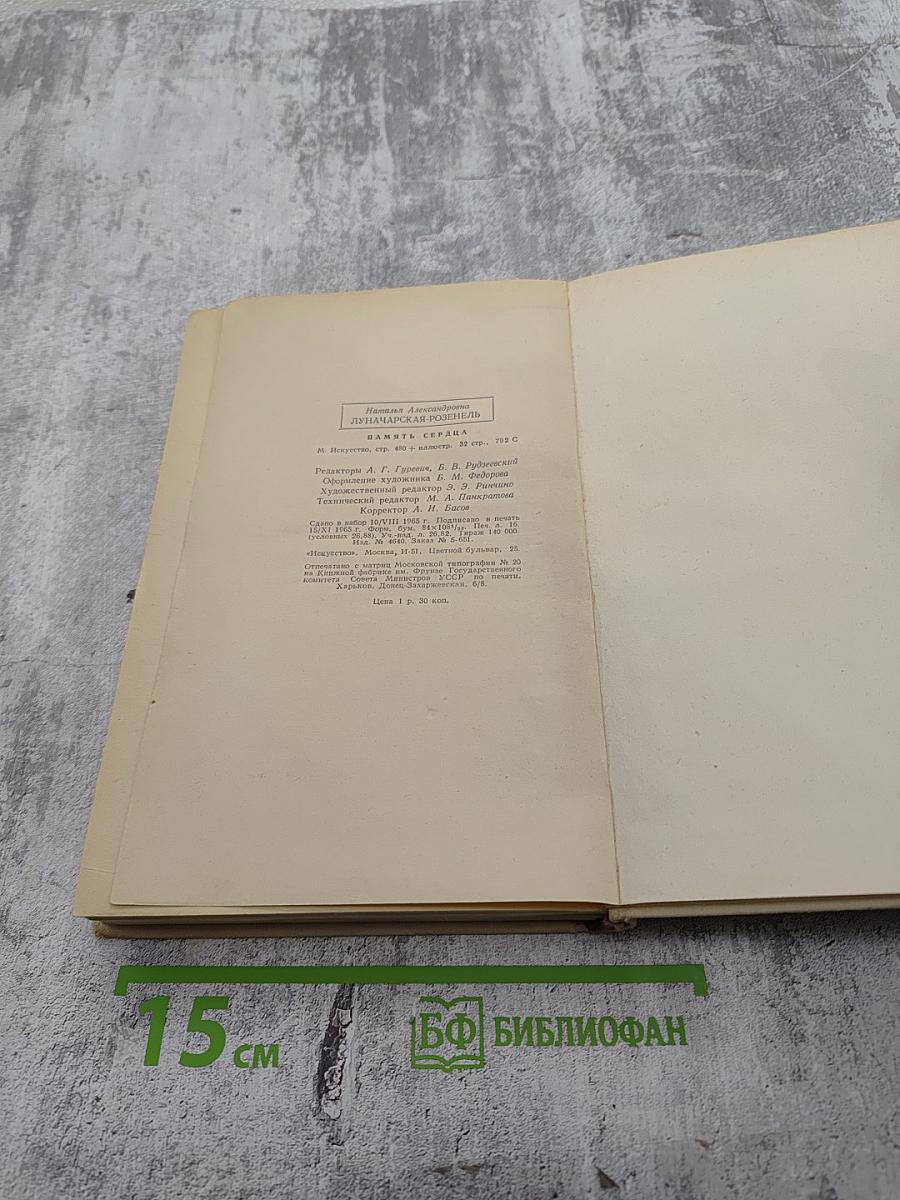 Наталья Александровна
ЛУНАЧАРСКАЯ-РОЗЕНЕЛЬ
ПАМЯТЬ СЕРДЦА
М. Искусство, стр. 480 + иллюстр. 32 стр., 792 С
Редакторы А. Г. Гуревич, Б. В. Рудзеевский
Оформление художника Б. М. Федорова
Художественный редактор Э. Э. Ринчино
Технический редактор М. А. Панкратова
Корректор А. И. Басов
Сдано в набор 10/VIII 1965 г. Подписано в печать
15/XI 1965 г. Форм. бум. 84×108¹/₃₂. Печ. л. 16.
(условных 26,88). Уч.-изд. л. 26,82. Тираж 140 000.
Изд. № 4640. Заказ № 5-651.
«Искусство», Москва, И-51, Цветной бульвар, 25.
Отпечатано с матриц Московской типографии № 20
на Книжной фабрике им. Фрунзе Государственного
комитета Совета Министров УССР по печати,
Харьков, Донец-Захаржевская, 6/8.
Цена 1 р. 30 коп.
15 см БФ БИБЛИОФАН